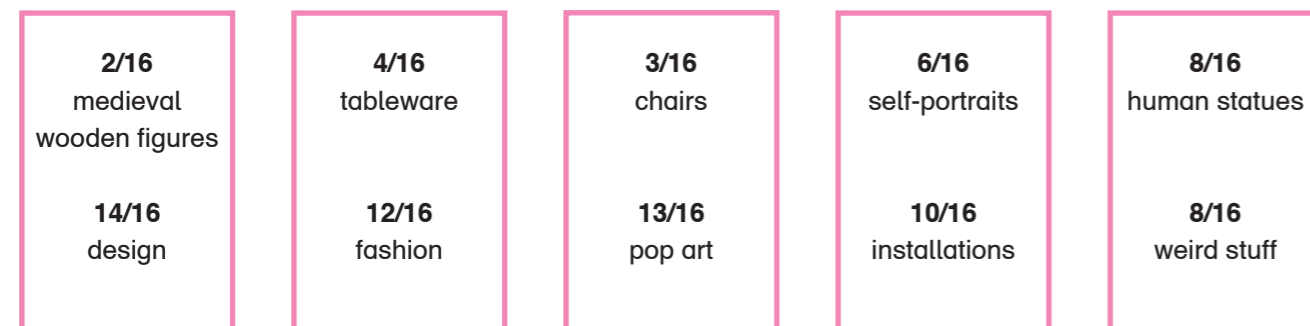 2/16
medieval
wooden figures
14/16
design
4/16
tableware
12/16
fashion
3/16
chairs
13/16
pop art
6/16
self-portraits
10/16
installations
8/16
human statues
8/16
weird stuff